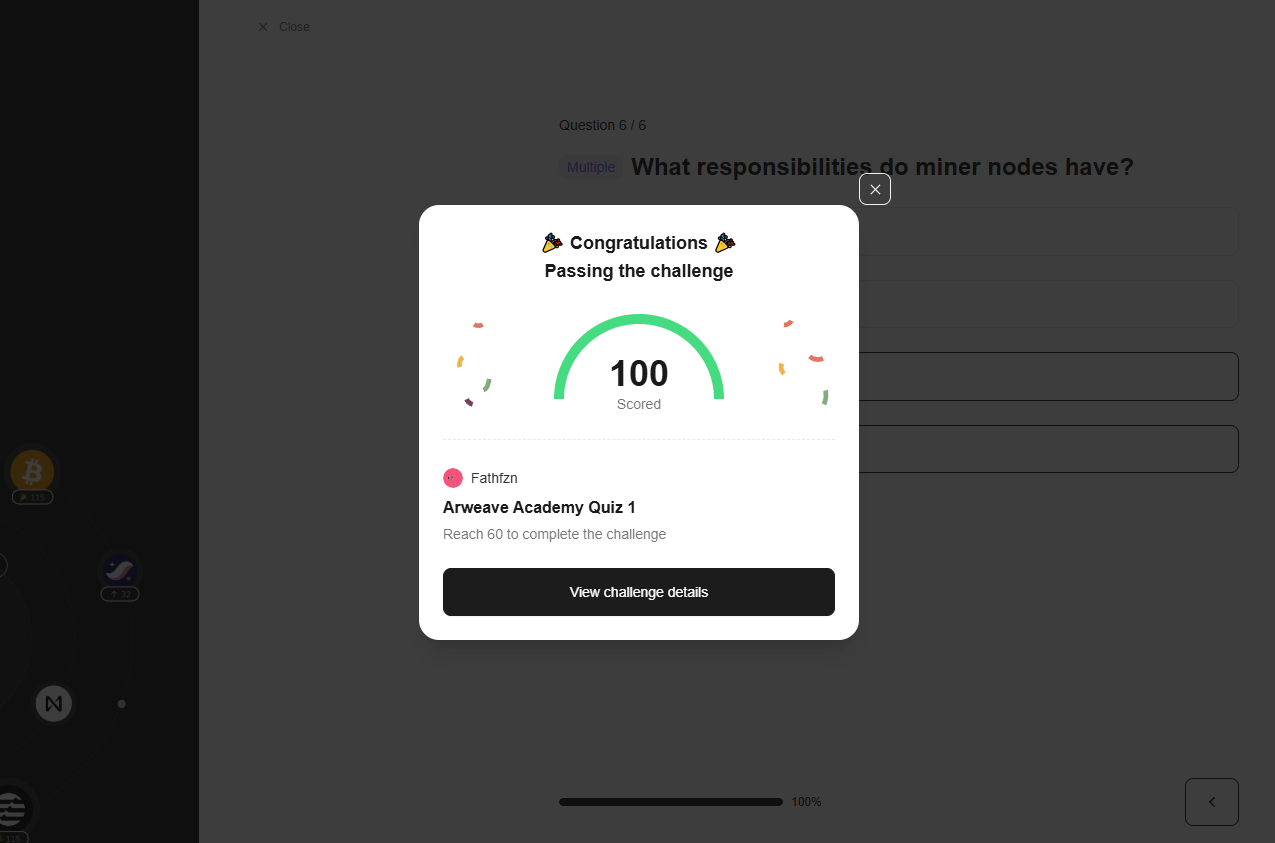 Close
Question 6 / 6
Multiple What responsibilities do miner nodes have?
Congratulations
Passing the challenge
100
Scored
Fathfzn
Arweave Academy Quiz 1
Reach 60 to complete the challenge
View challenge details
100%
115
32
115